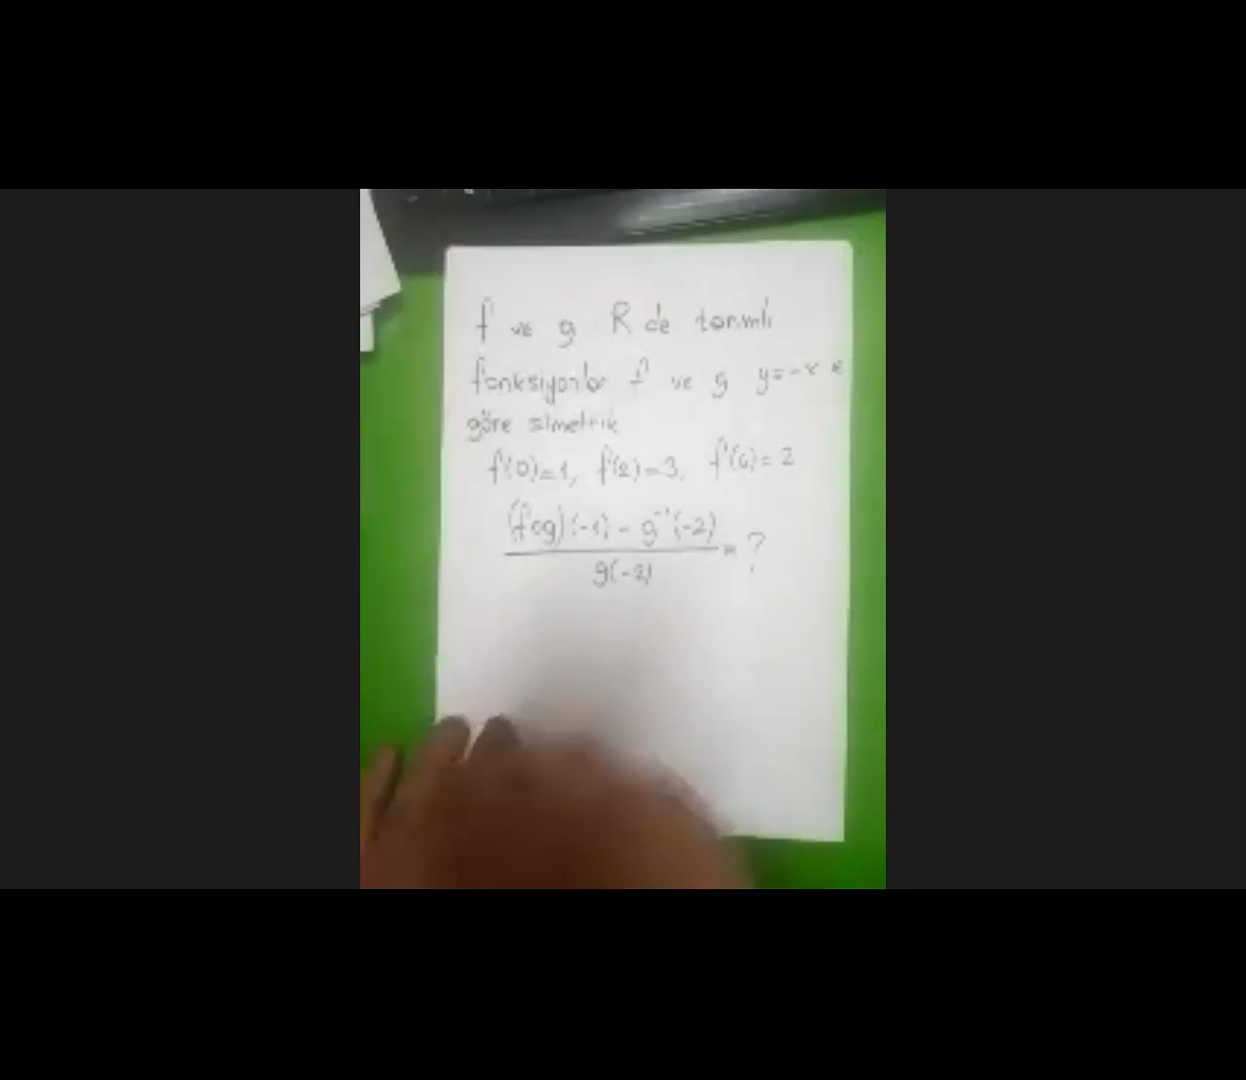 f ve g R de tanımlı
fonksiyonlar f ve g y=-x e
göre simetrik
f(0)=1, f(2)=3, f(6)=2
(fog)(-1) - g⁻¹(-2)
= ?
g(-2)